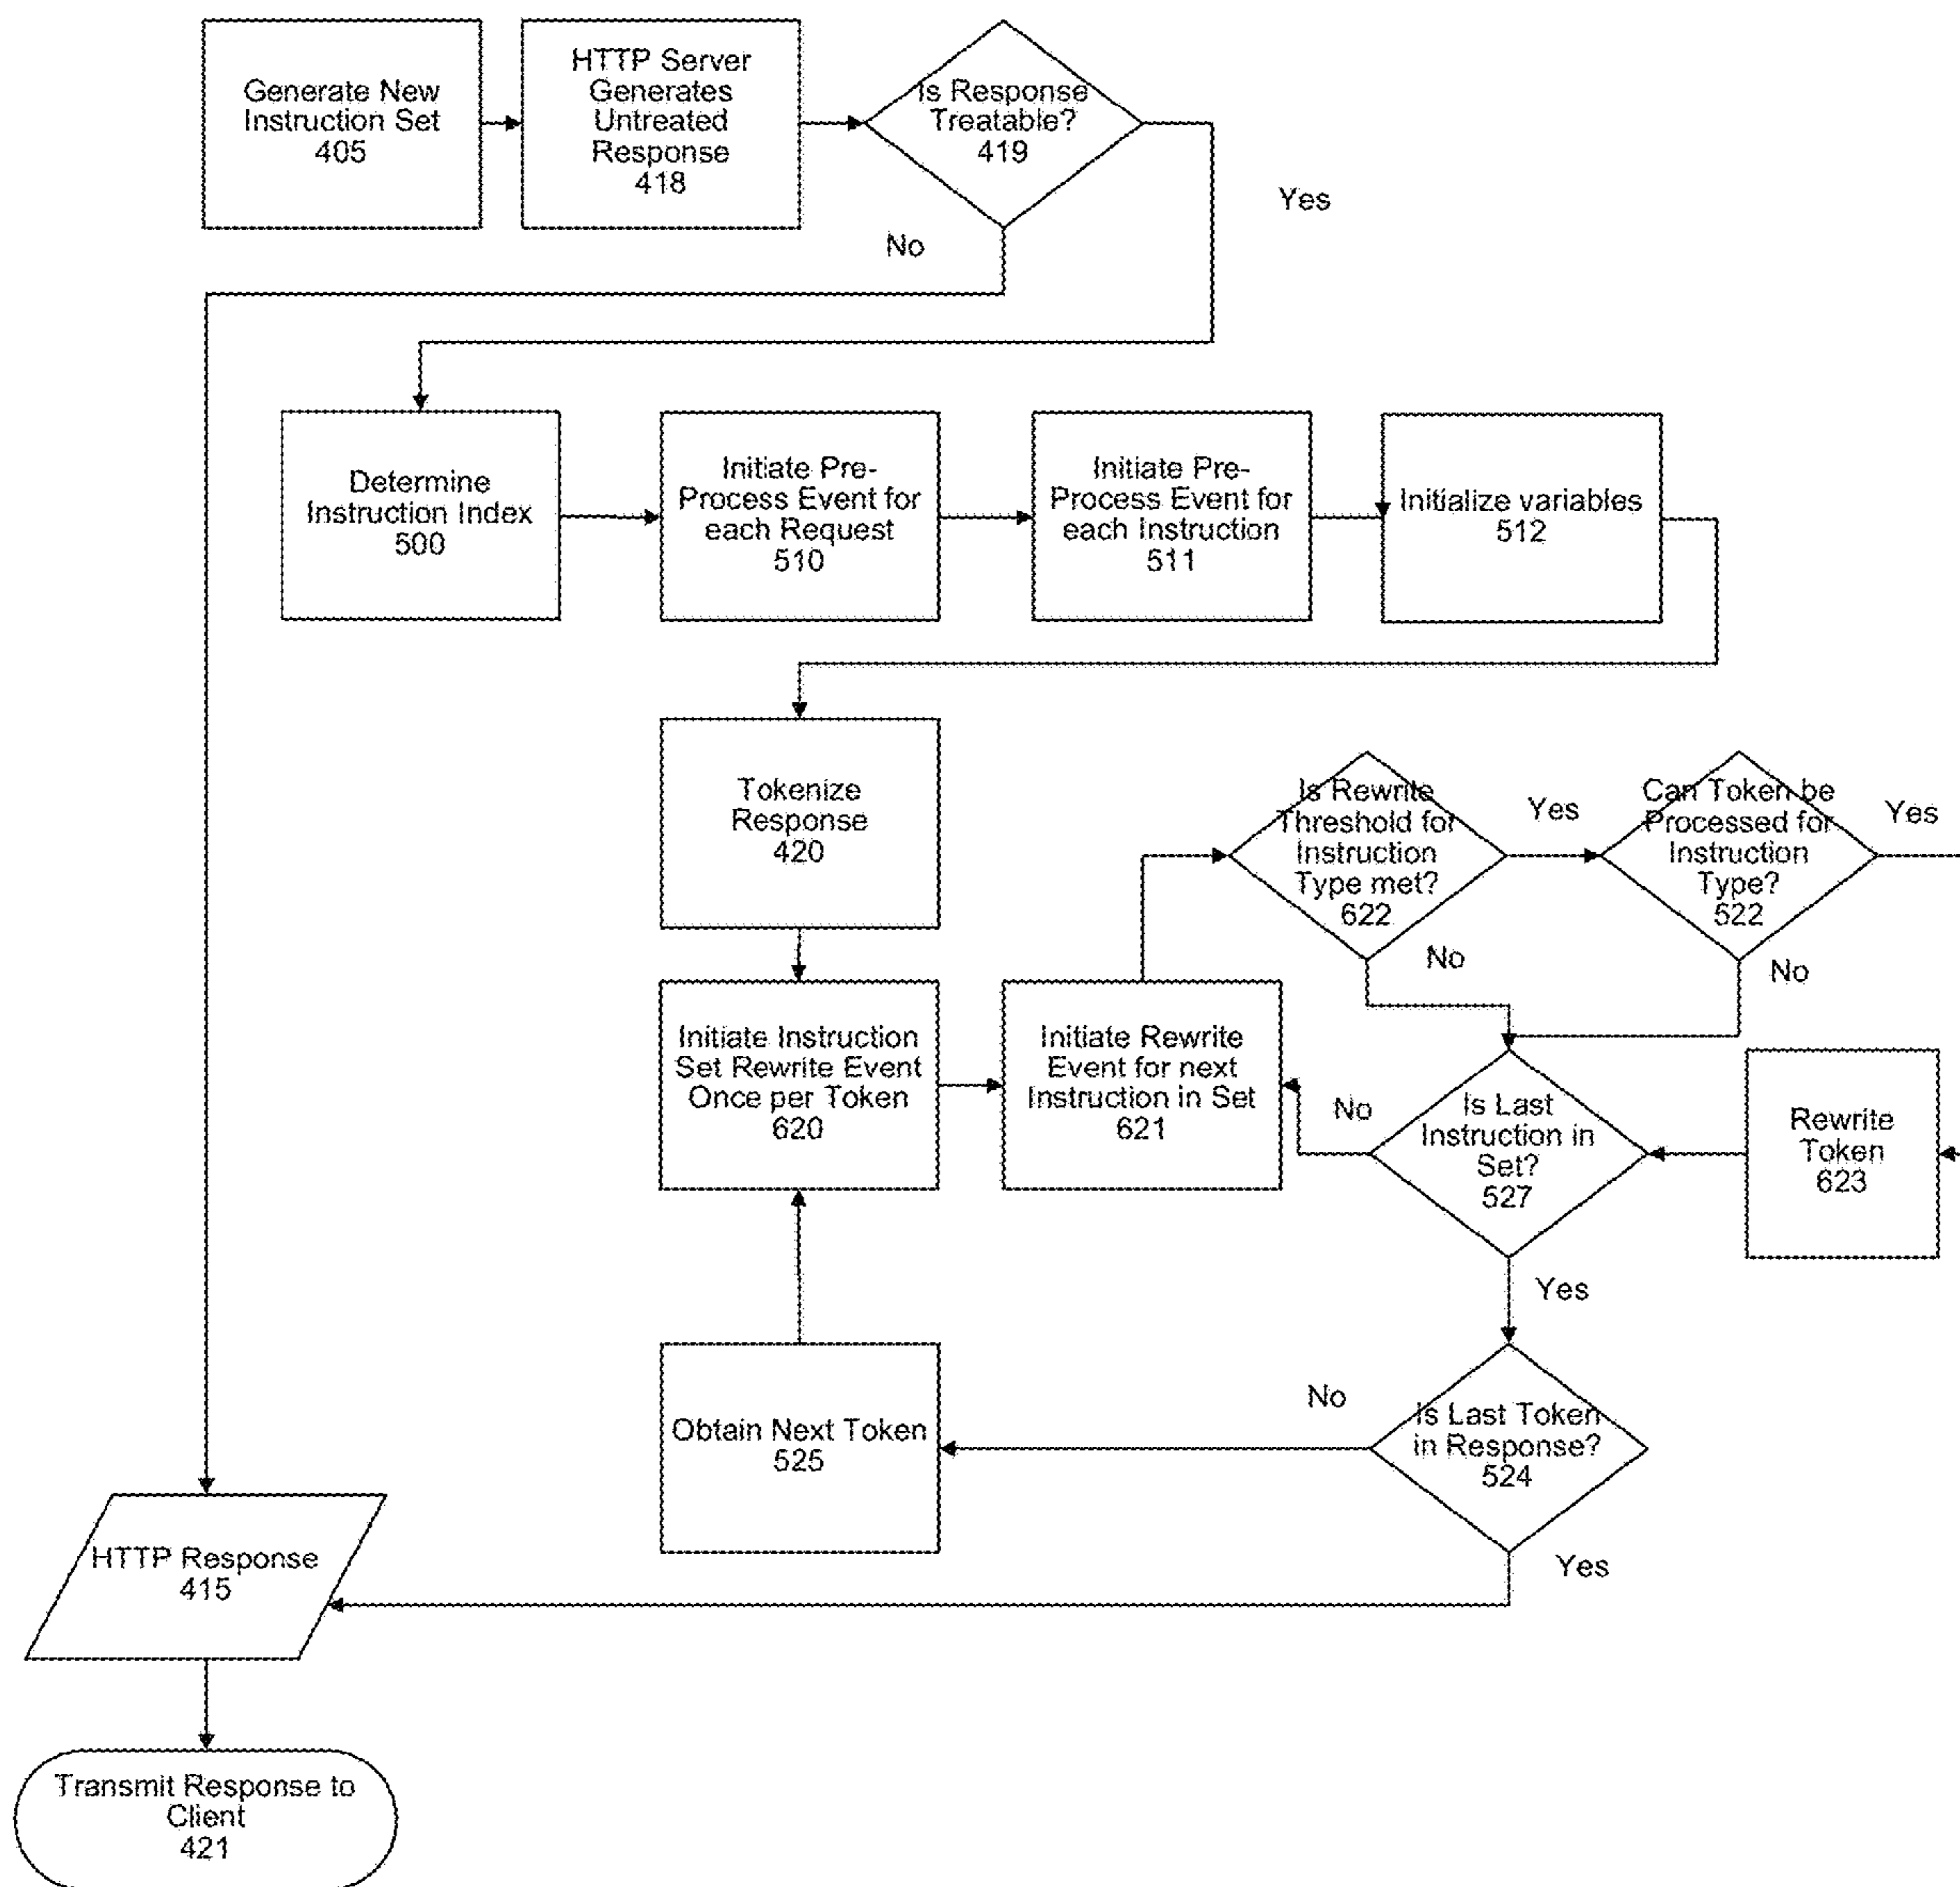 Generate New
Instruction Set
405
HTTP Server
Generates
Untreated
Response
418
Is Response
Treatable?
419
Yes
No
Determine
Instruction Index
500
Initiate Pre-
Process Event for
each Request
510
Initiate Pre-
Process Event for
each Instruction
511
Initialize variables
512
Tokenize
Response
420
Is Rewrite
Threshold for
Instruction
Type met?
622
Yes
Can Token be
Processed for
Instruction
Type?
522
Yes
No
No
Initiate Instruction
Set Rewrite Event
Once per Token
620
Initiate Rewrite
Event for next
Instruction in Set
621
No
Is Last
Instruction in
Set?
527
Rewrite
Token
623
Yes
Obtain Next Token
525
No
Is Last Token
in Response?
524
Yes
HTTP Response
415
Transmit Response to
Client
421